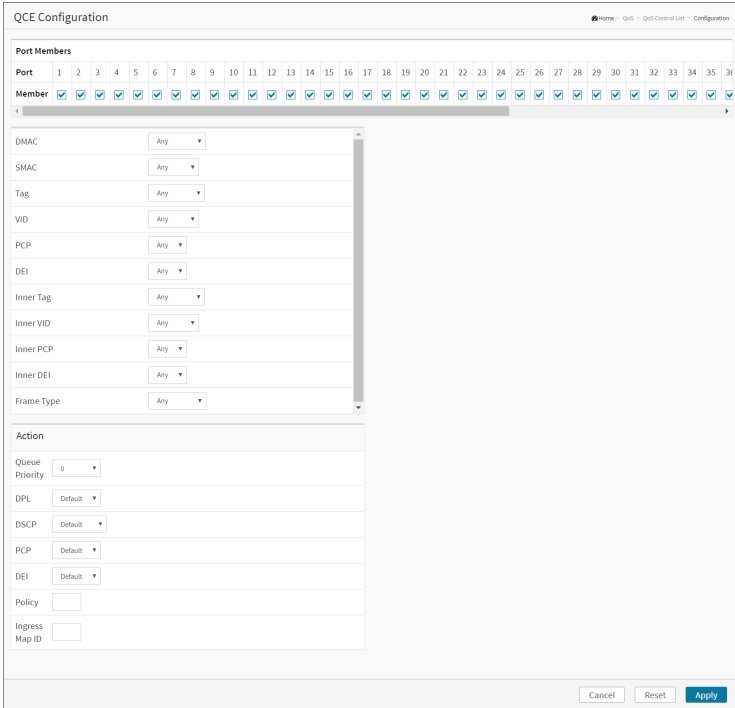 QCE Configuration
Home > QoS > QoS Control List > Configuration
Port Members
Port 1 2 3 4 5 6 7 8 9 10 11 12 13 14 15 16 17 18 19 20 21 22 23 24 25 26 27 28 29 30 31 32 33 34 35
Member
DMAC Any
SMAC Any
Tag Any
VID Any
PCP Any
DEI Any
Inner Tag Any
Inner VID Any
Inner PCP Any
Inner DEI Any
Frame Type Any
Action
Queue
Priority 0
DPL Default
DSCP Default
PCP Default
DEI Default
Policy
Ingress
Map ID
Cancel Reset Apply